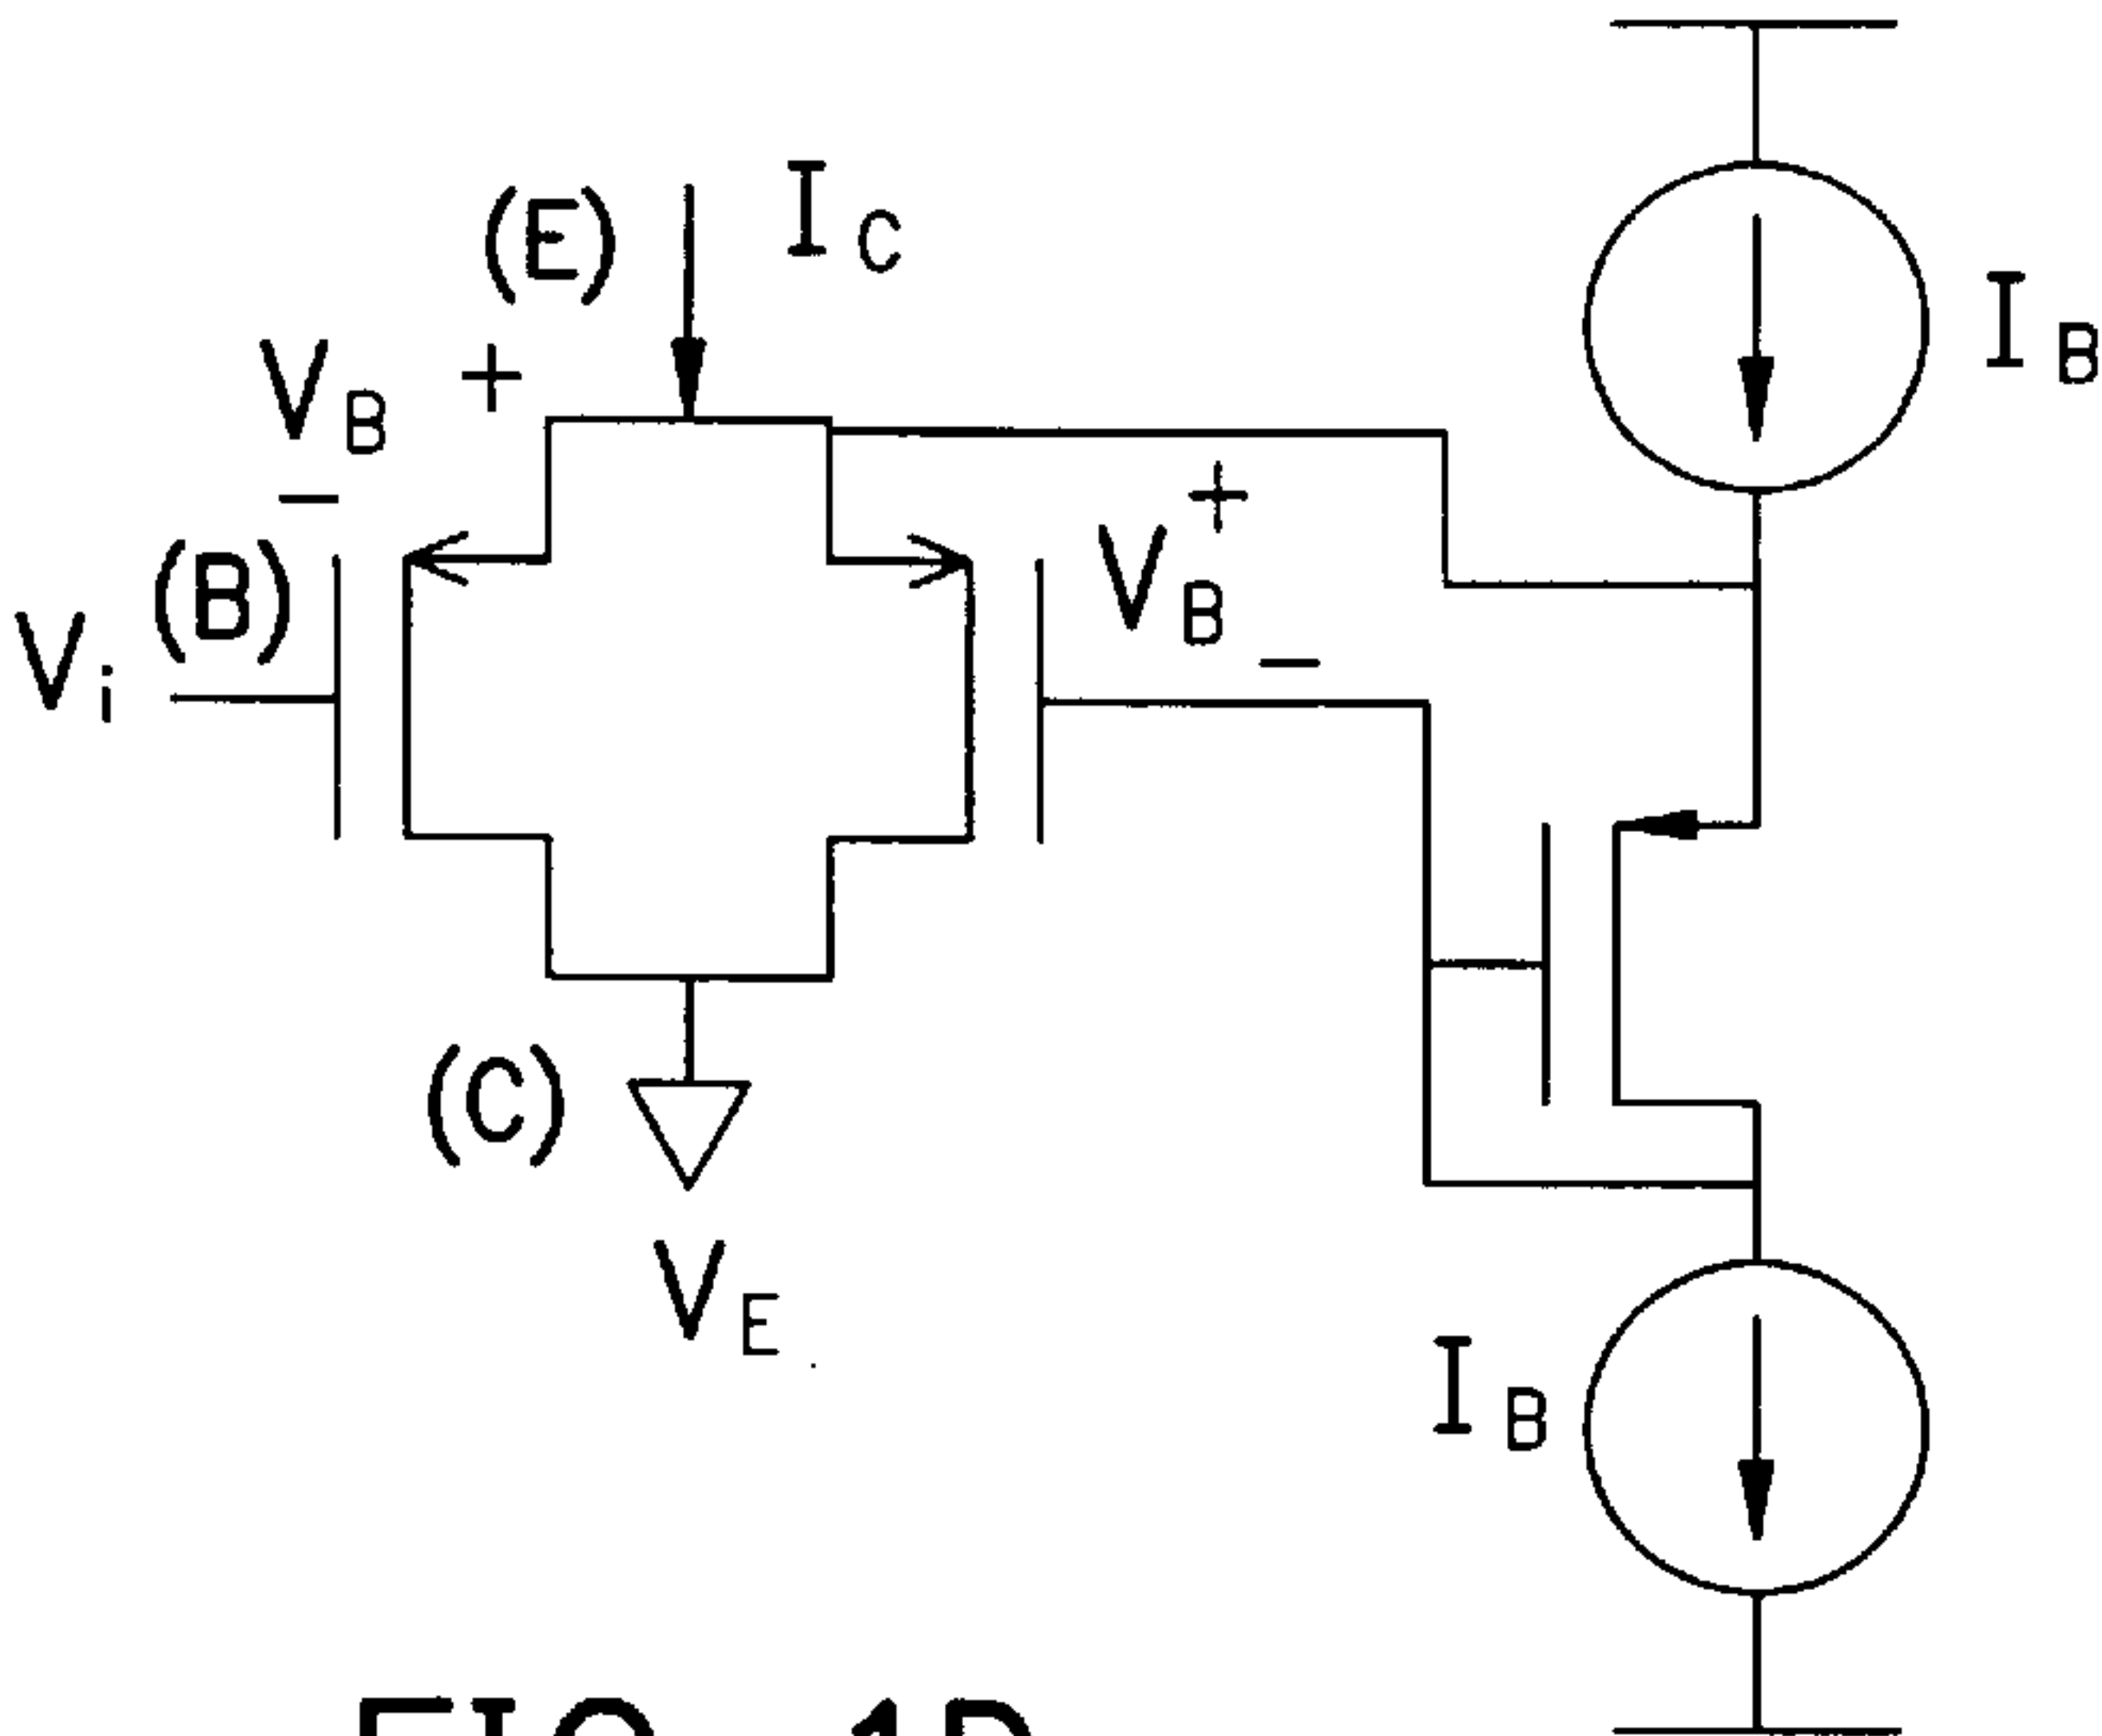 (E) I_C
V_B +
−
I_B
(B)
V_i
V_B +
−
(C)
V_E
I_B